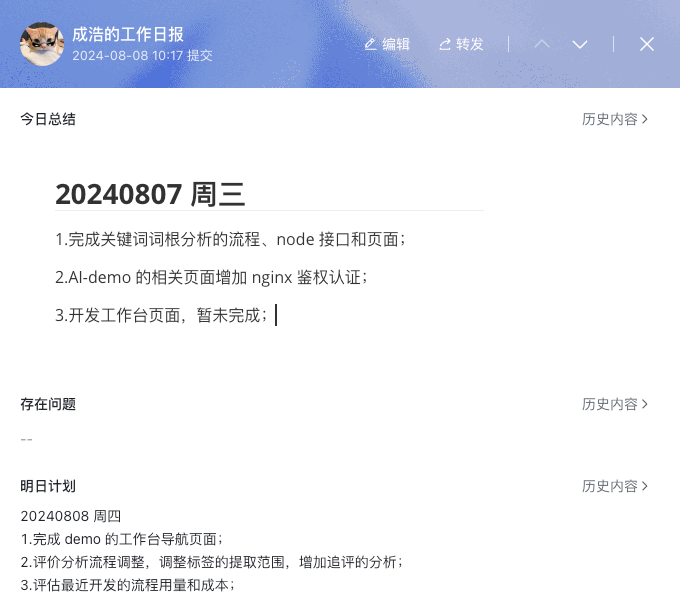 成浩的工作日报
2024-08-08 10:17 提交
编辑
转发
今日总结
历史内容
20240807 周三
1.完成关键词词根分析的流程、node 接口和页面；
2.AI-demo 的相关页面增加 nginx 鉴权认证；
3.开发工作台页面，暂未完成；
存在问题
历史内容
--
明日计划
历史内容
20240808 周四
1.完成 demo 的工作台导航页面；
2.评价分析流程调整，调整标签的提取范围，增加追评的分析；
3.评估最近开发的流程用量和成本；